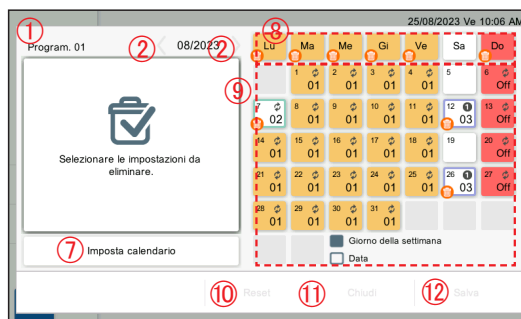 25/08/2023 Ve 10:06 AM
①
Program. 01
② 08/2023 ②
⑧
Lu Ma Me Gi Ve Sa Do
⑨
1 01 2 01 3 01 4 01 5 6 Off
7 02 8 01 9 01 10 01 11 01 12 1 03 13 Off
14 01 15 01 16 01 17 01 18 01 19 20 Off
21 01 22 01 23 01 24 01 25 01 26 1 03 27 Off
28 01 29 01 30 01 31 01
Selezionare le impostazioni da
eliminare.
⑦ Imposta calendario
Giorno della settimana
Data
⑩ Reset ⑪ Chiudi ⑫ Salva